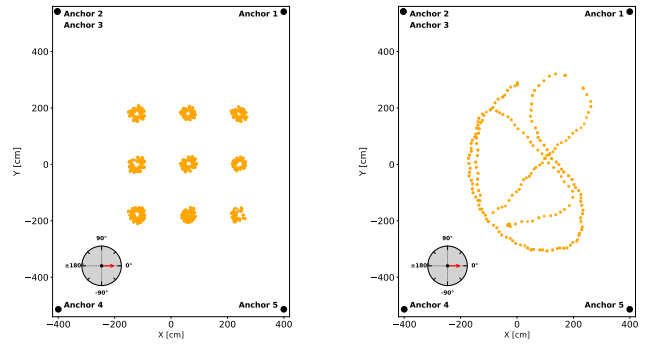 Anchor 2
Anchor 1
Anchor 3
400
200
0
−200
−400
Y [cm]
90°
±180
0°
-90°
Anchor 4
Anchor 5
−400
−200
0
200
400
X [cm]
Anchor 2
Anchor 1
Anchor 3
400
200
0
−200
−400
Y [cm]
90°
±180
0°
-90°
Anchor 4
Anchor 5
−400
−200
0
200
400
X [cm]